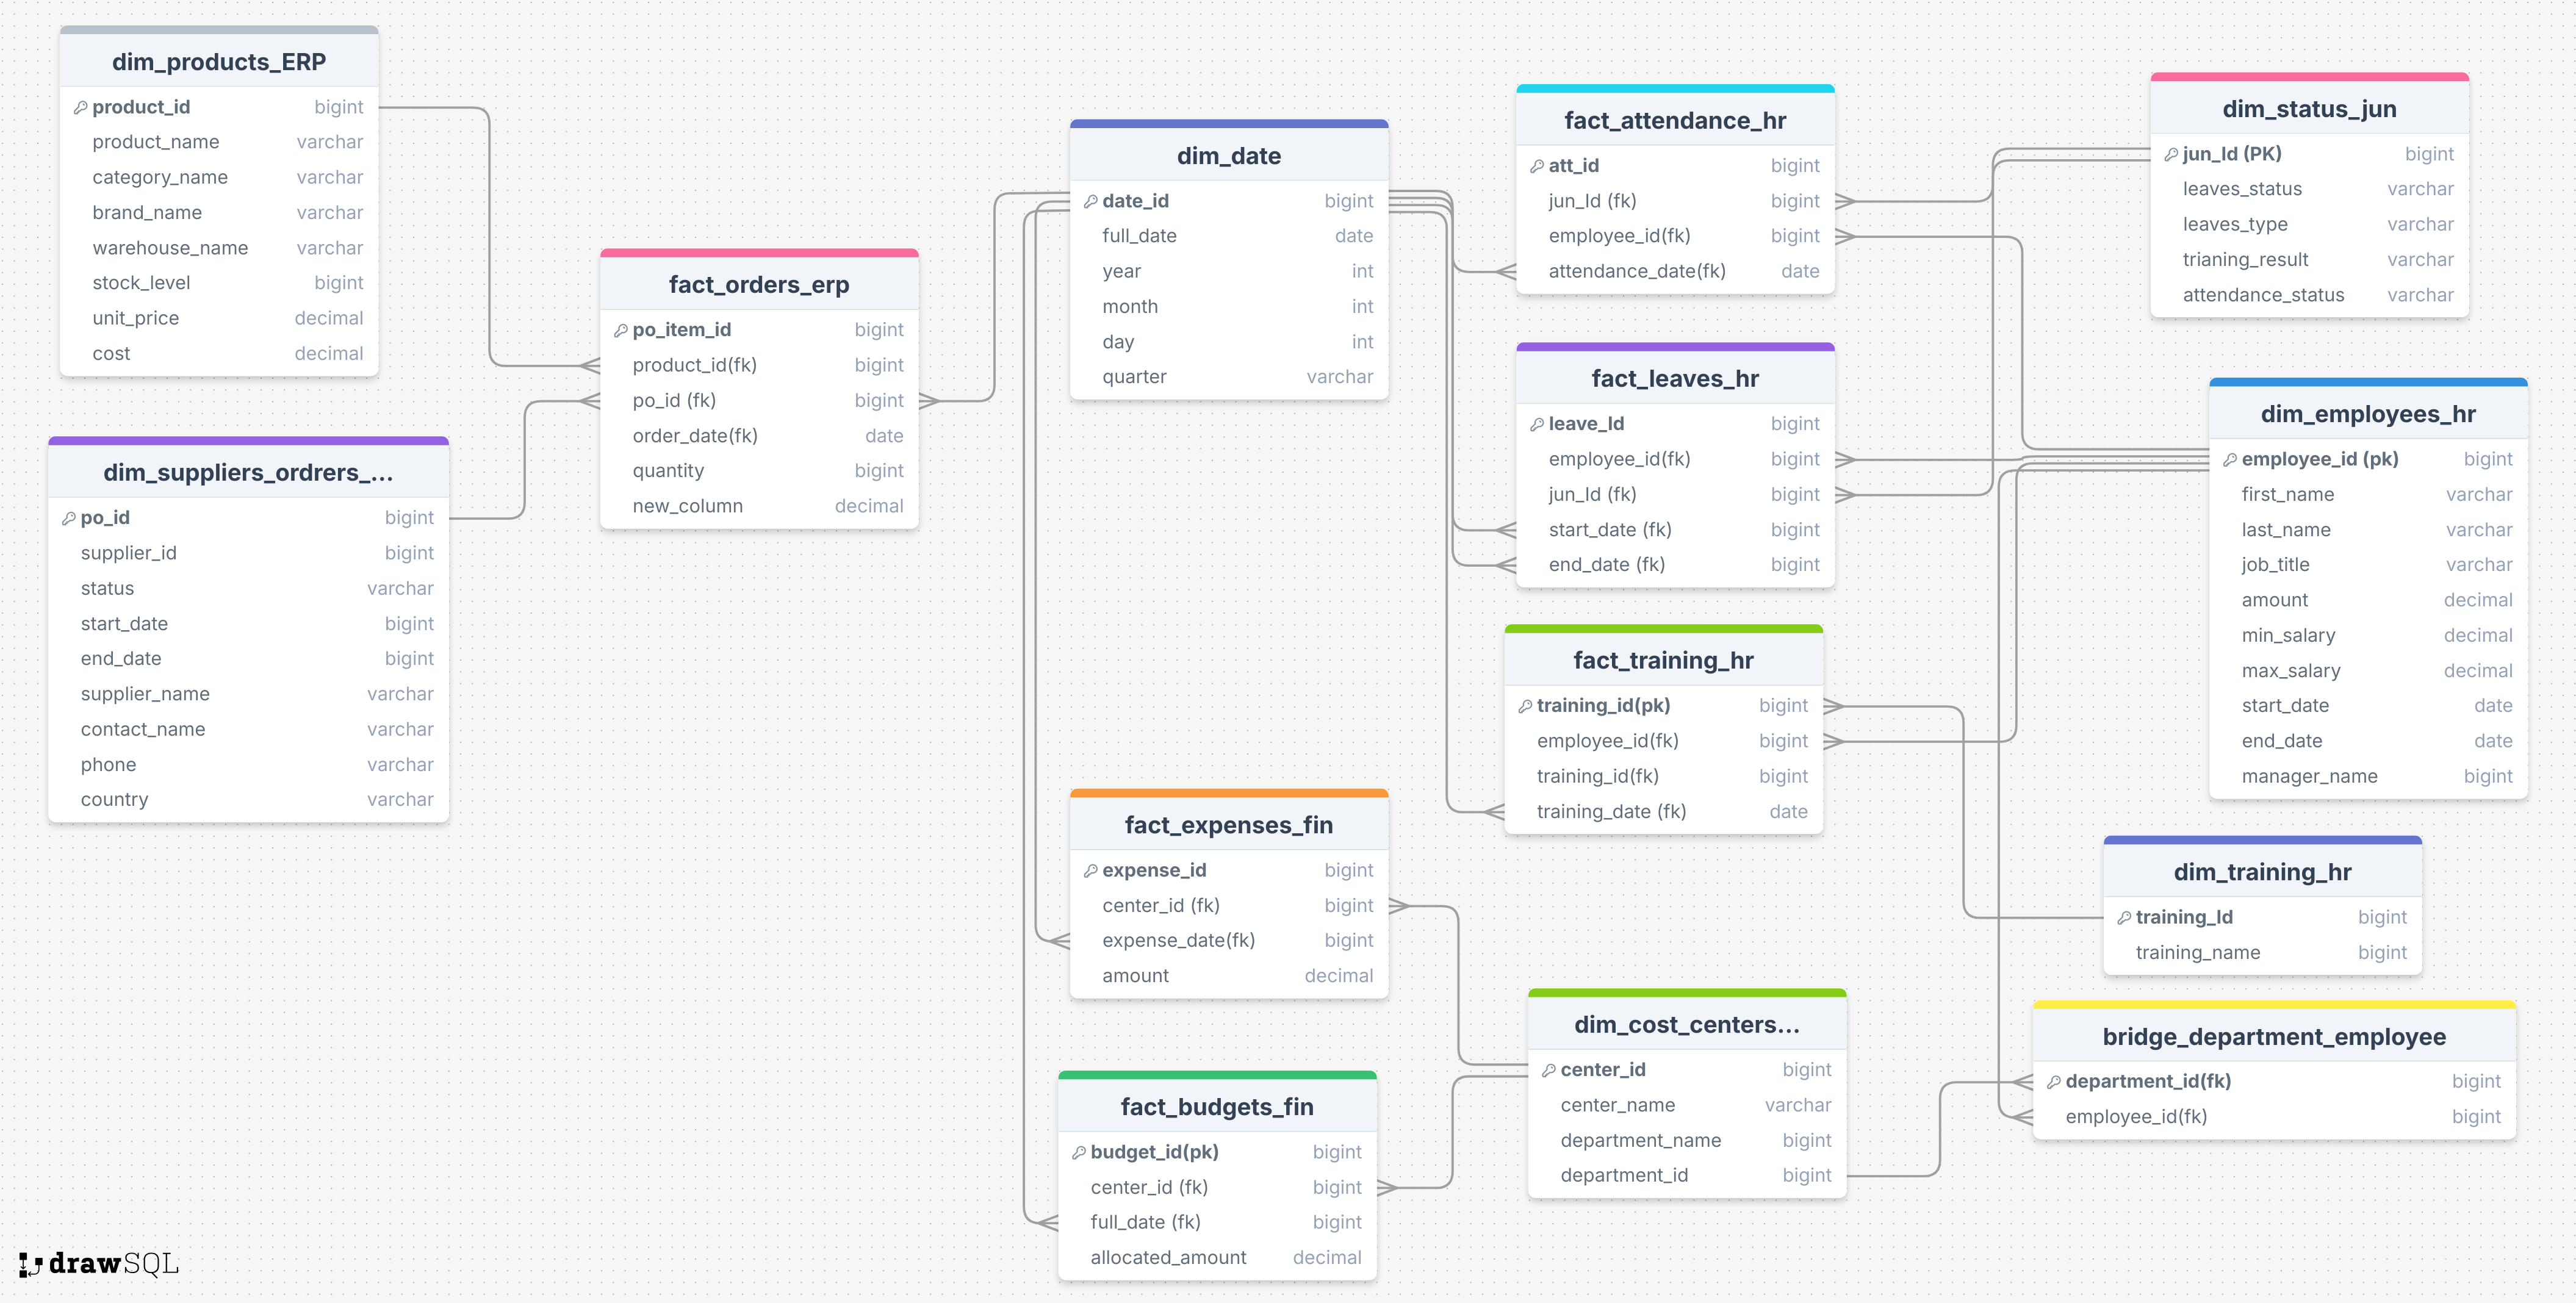 dim_products_ERP
product_id bigint
product_name varchar
category_name varchar
brand_name varchar
warehouse_name varchar
stock_level bigint
unit_price decimal
cost decimal
dim_suppliers_ordrers_...
po_id bigint
supplier_id bigint
status varchar
start_date bigint
end_date bigint
supplier_name varchar
contact_name varchar
phone varchar
country varchar
fact_orders_erp
po_item_id bigint
product_id(fk) bigint
po_id (fk) bigint
order_date(fk) date
quantity bigint
new_column decimal
dim_date
date_id bigint
full_date date
year int
month int
day int
quarter varchar
fact_expenses_fin
expense_id bigint
center_id (fk) bigint
expense_date(fk) bigint
amount decimal
fact_budgets_fin
budget_id(pk) bigint
center_id (fk) bigint
full_date (fk) bigint
allocated_amount decimal
fact_attendance_hr
att_id bigint
jun_Id (fk) bigint
employee_id(fk) bigint
attendance_date(fk) date
fact_leaves_hr
leave_Id bigint
employee_id(fk) bigint
jun_Id (fk) bigint
start_date (fk) bigint
end_date (fk) bigint
fact_training_hr
training_id(pk) bigint
employee_id(fk) bigint
training_id(fk) bigint
training_date (fk) date
dim_cost_centers...
center_id bigint
center_name varchar
department_name bigint
department_id bigint
dim_status_jun
jun_Id (PK) bigint
leaves_status varchar
leaves_type varchar
trianing_result varchar
attendance_status varchar
dim_employees_hr
employee_id (pk) bigint
first_name varchar
last_name varchar
job_title varchar
amount decimal
min_salary decimal
max_salary decimal
start_date date
end_date date
manager_name bigint
dim_training_hr
training_Id bigint
training_name bigint
bridge_department_employee
department_id(fk) bigint
employee_id(fk) bigint
drawSQL